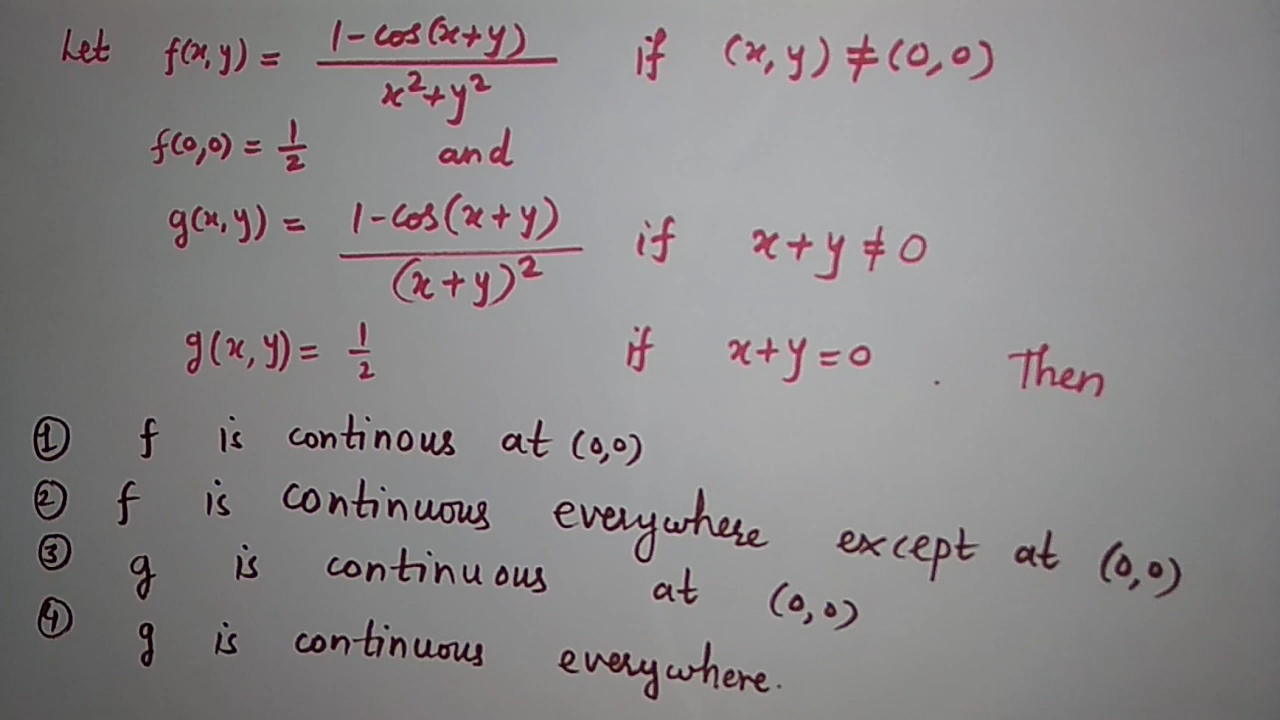 Let f(x,y) = 1-cos(x+y) / x²+y² if (x,y) ≠ (0,0)
f(0,0) = 1/2 and
g(x,y) = 1-cos(x+y) / (x+y)² if x+y ≠ 0
g(x,y) = 1/2 if x+y = 0 . Then
① f is continous at (0,0)
② f is continuous everywhere except at (0,0)
③ g is continuous at (0,0)
④ g is continuous everywhere.